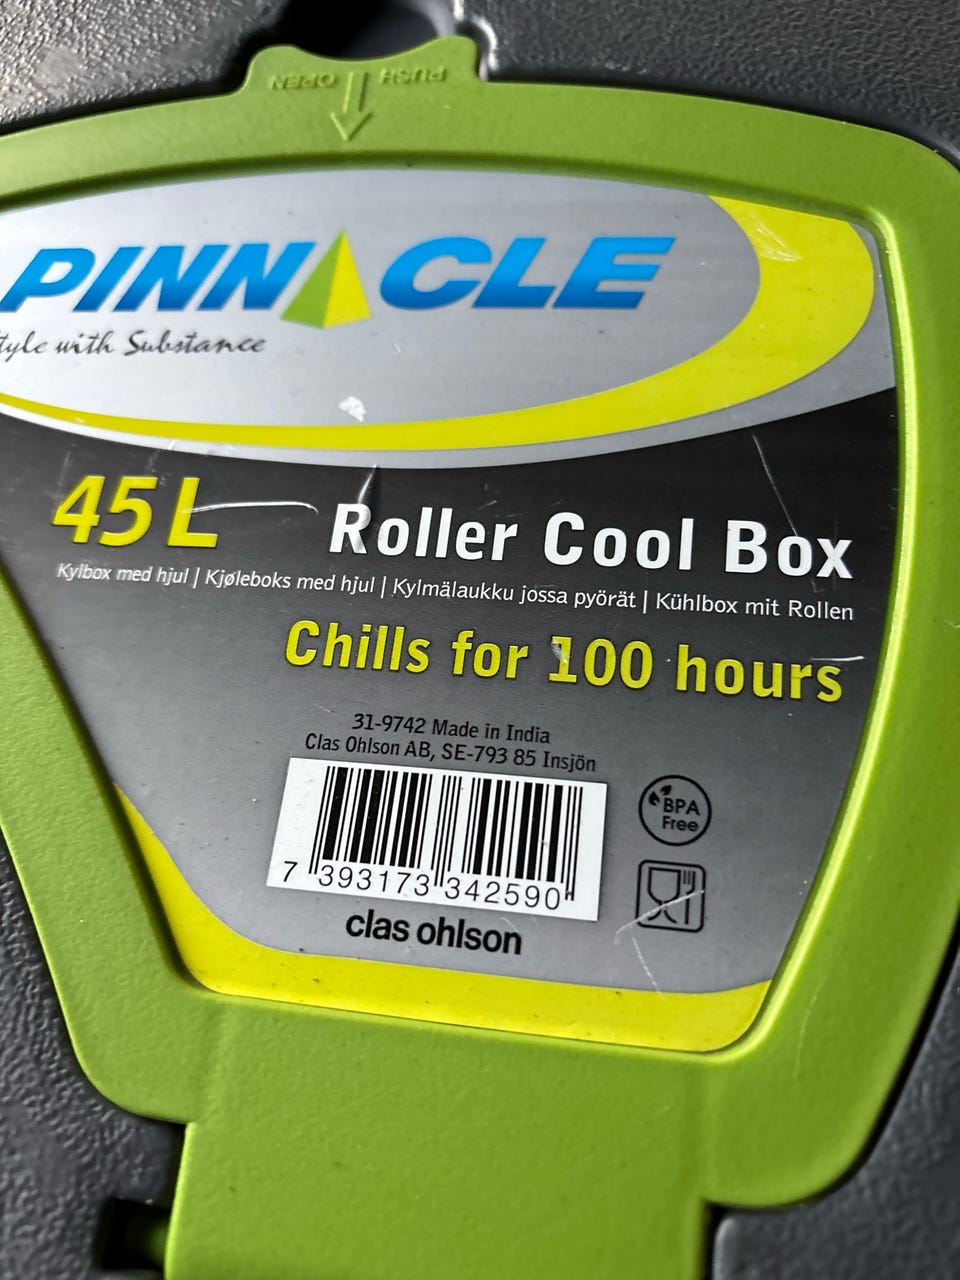 PUSH OPEN
PINNACLE
Style with Substance
45L Roller Cool Box
Kylbox med hjul | Kjøleboks med hjul | Kylmälaukku jossa pyörät | Kühlbox mit Rollen
Chills for 100 hours
31-9742 Made in India
Clas Ohlson AB, SE-793 85 Insjön
7 393173 342590
BPA
Free
clas ohlson